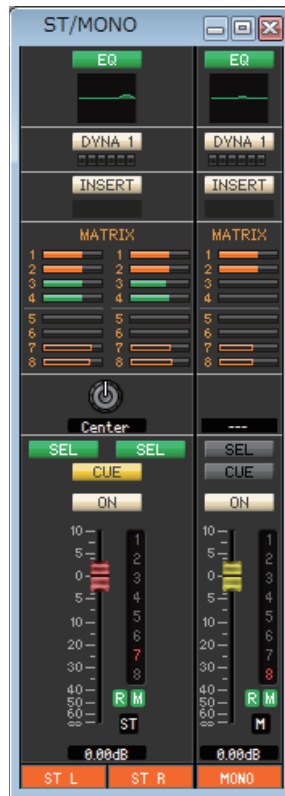 ST/MONO
EQ EQ
DYNA 1 DYNA 1
INSERT INSERT
MATRIX MATRIX
1 1 1
2 2 2
3 3 3
4 4 4
5 5 5
6 6 6
7 7 7
8 8 8
Center ---
SEL SEL SEL
CUE CUE
ON ON
10 1 10 1
5 2 5 2
0 3 0 3
5 4 5 4
10 5 10 5
20 6 20 6
30 7 30 7
8 8
40 R M 40 R M
50 50
60 ST 60 M
∞ ∞
0.00dB 0.00dB
ST L ST R MONO